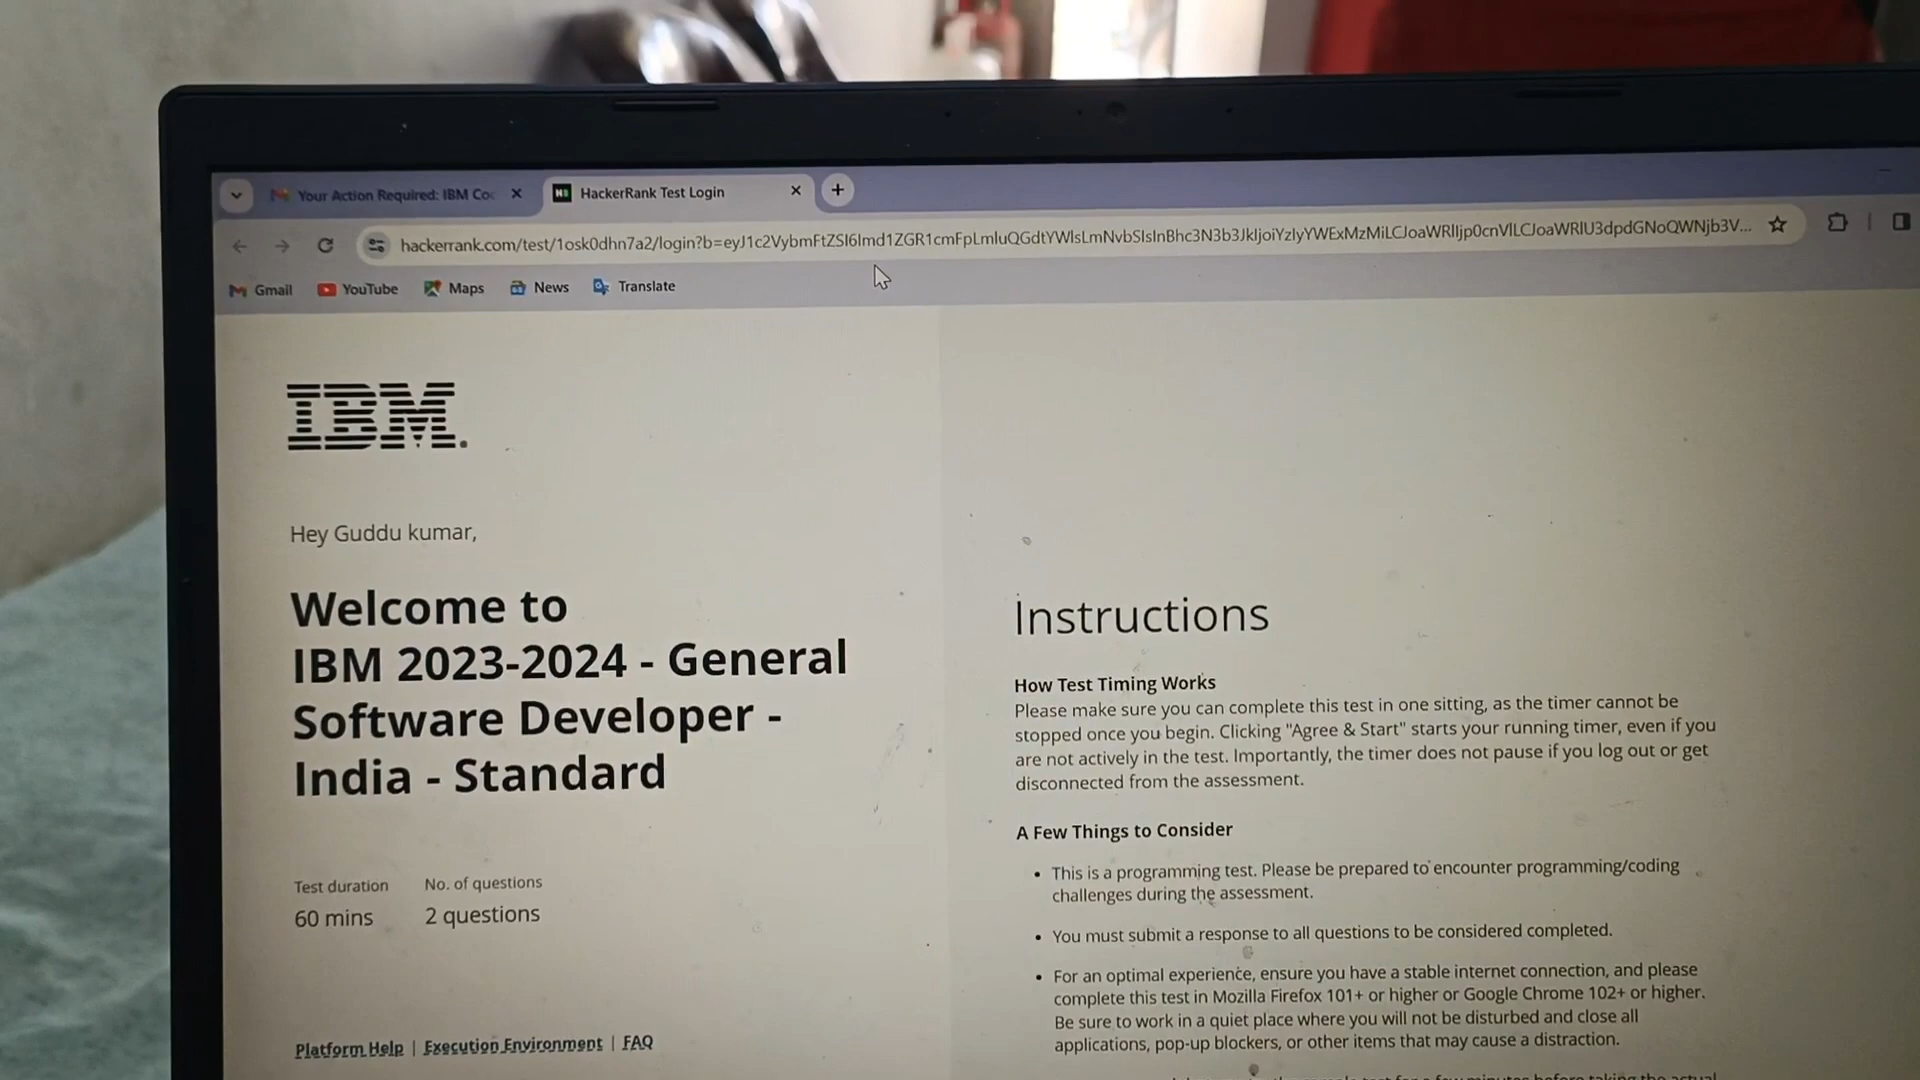 Your Action Required: IBM Co
HackerRank Test Login
Gmail
YouTube
Maps
News
Translate
IBM.
Hey Guddu kumar,
Welcome to
IBM 2023-2024 - General
Software Developer -
India - Standard
Test duration
No. of questions
60 mins
2 questions
Platform Help | Execution Environment | FAQ
Instructions
How Test Timing Works
Please make sure you can complete this test in one sitting, as the timer cannot be
stopped once you begin. Clicking "Agree & Start" starts your running timer, even if you
are not actively in the test. Importantly, the timer does not pause if you log out or get
disconnected from the assessment.
A Few Things to Consider
• This is a programming test. Please be prepared to encounter programming/coding
challenges during the assessment.
• You must submit a response to all questions to be considered completed.
• For an optimal experience, ensure you have a stable internet connection, and please
complete this test in Mozilla Firefox 101+ or higher or Google Chrome 102+ or higher.
Be sure to work in a quiet place where you will not be disturbed and close all
applications, pop-up blockers, or other items that may cause a distraction.